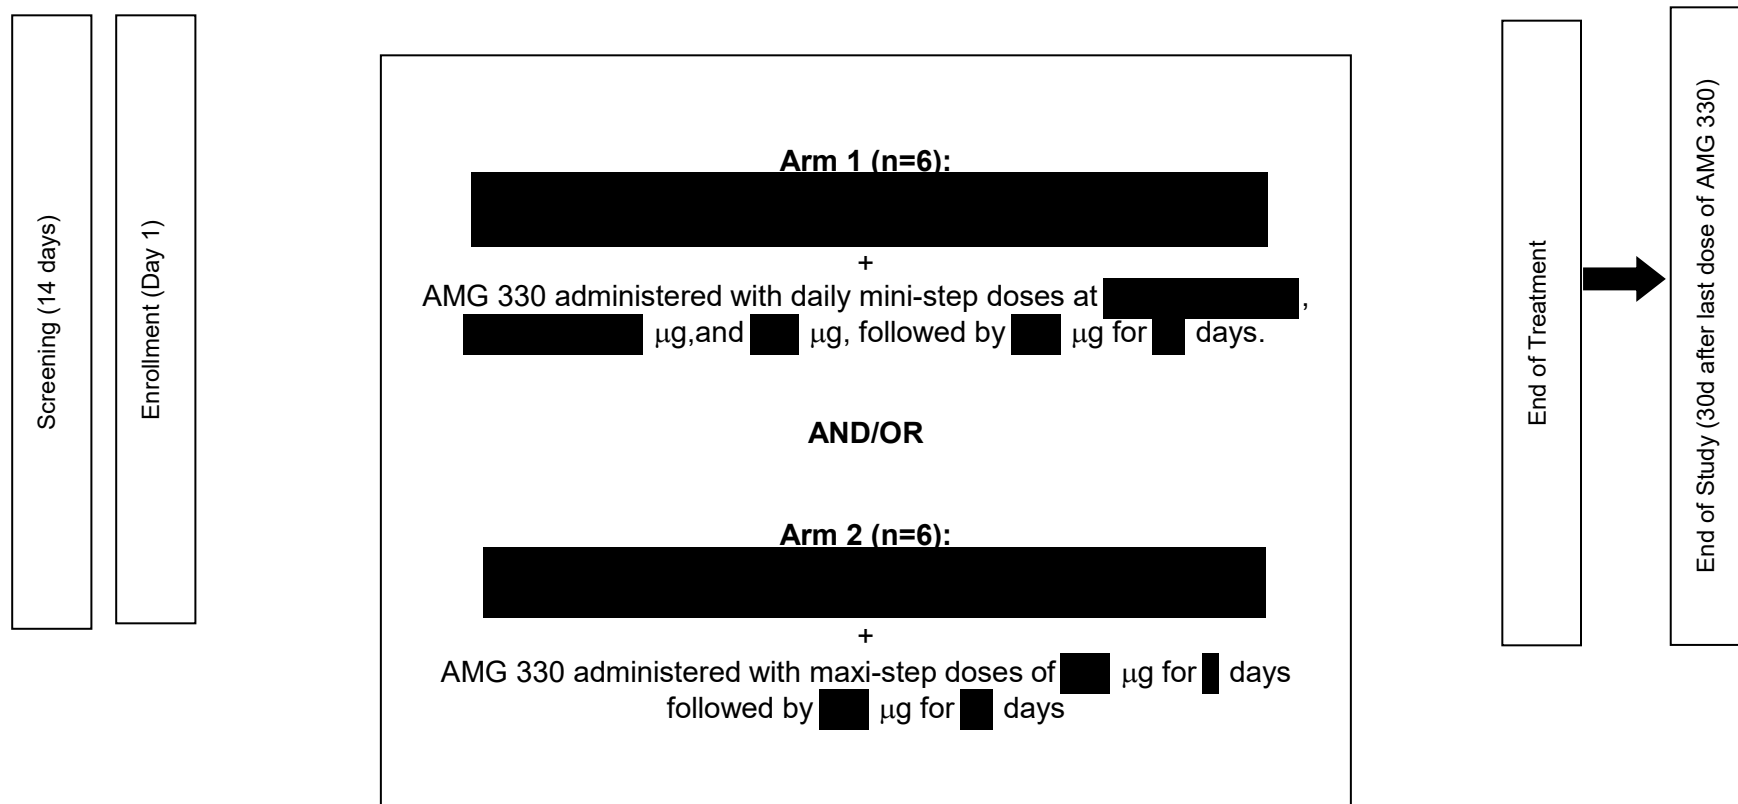 Screening (14 days)
Enrollment (Day 1)
Arm 1 (n=6):
+
AMG 330 administered with daily mini-step doses at ,
μg,and μg, followed by μg for days.
AND/OR
Arm 2 (n=6):
+
AMG 330 administered with maxi-step doses of μg for days
followed by μg for days
End of Treatment
End of Study (30d after last dose of AMG 330)